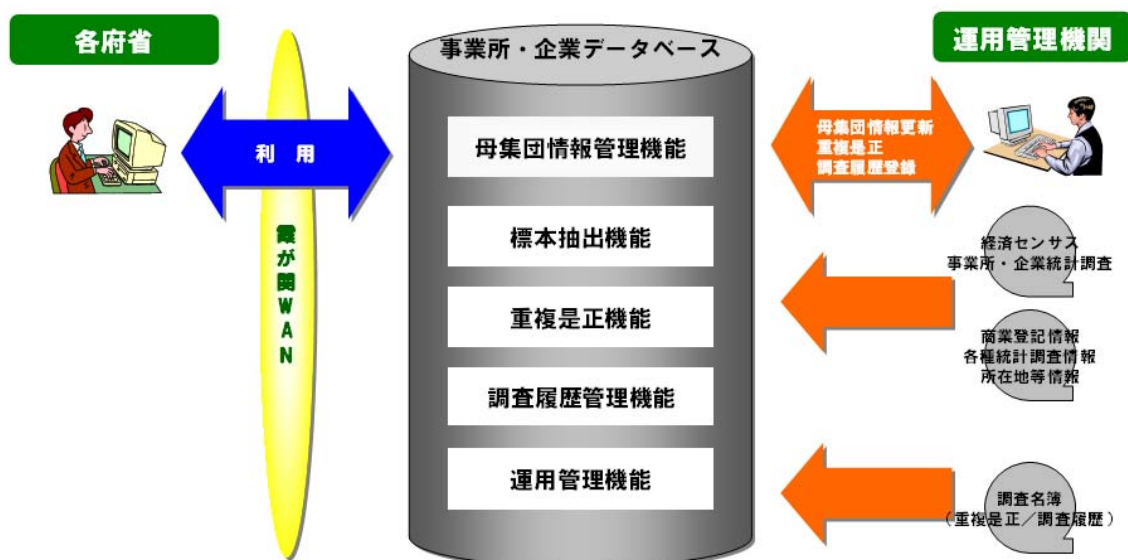 各府省
事業所・企業データベース
運用管理機関
利 用
母集団情報管理機能
母集団情報更新
重複是正
調査履歴登録
霞が関WAN
標本抽出機能
経済センサス
事業所・企業統計調査
重複是正機能
商業登記情報
各種統計調査情報
所在地等情報
調査履歴管理機能
運用管理機能
調査名簿
（重複是正／調査履歴）